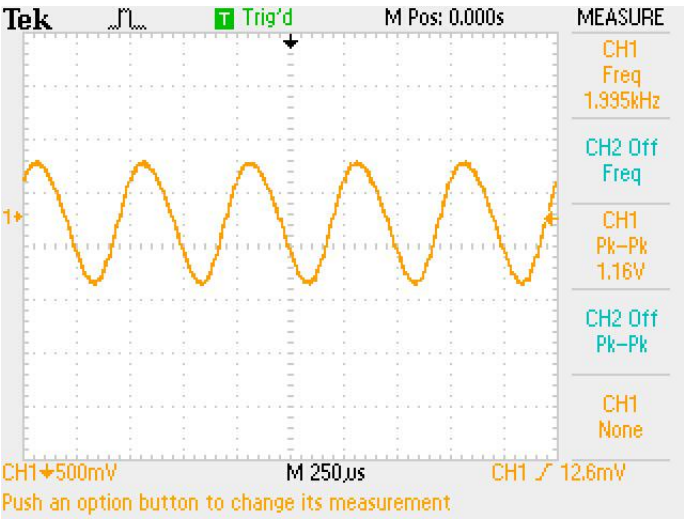 Tek T Trig'd M Pos: 0.000s MEASURE
CH1
Freq
1.995kHz
CH2 Off
Freq
1
CH1
Pk-Pk
1.16V
CH2 Off
Pk-Pk
CH1
None
CH1 500mV M 250µs CH1 12.6mV
Push an option button to change its measurement